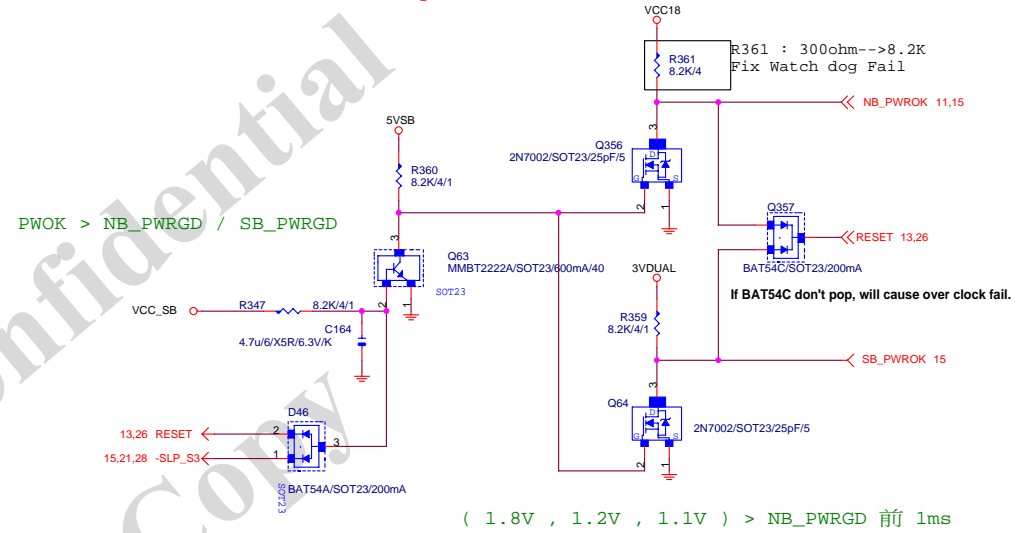 VCC18
R361
8.2K/4
R361 : 300ohm-->8.2K
Fix Watch dog Fail
NB_PWROK 11,15
5VSB
R360
8.2K/4/1
3
Q356
2N7002/SOT23/25pF/5
D
G
S
2
1
PWOK > NB_PWRGD / SB_PWRGD
3
Q63
MMBT2222A/SOT23/600mA/40
SOT23
2
1
Q357
RESET 13,26
BAT54C/SOT23/200mA
3VDUAL
If BAT54C don't pop, will cause over clock fail.
VCC_SB
R347
8.2K/4/1
C164
4.7u/6/X5R/6.3V/K
R359
8.2K/4/1
SB_PWROK 15
3
Q64
2N7002/SOT23/25pF/5
D
G
S
2
1
D46
13,26 RESET
2
3
15,21,28 -SLP_S3
1
BAT54A/SOT23/200mA
SOT23
( 1.8V , 1.2V , 1.1V ) > NB_PWRGD 前 1ms
Confidential
Copy